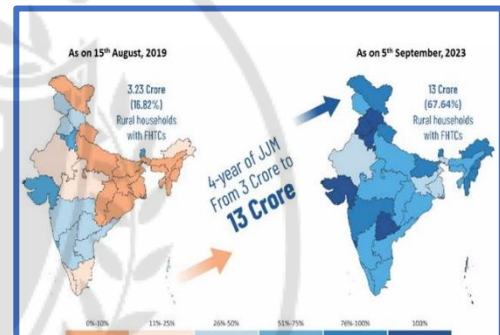 As on 15th August, 2019
As on 5th September, 2023
3.23 Crore
(16.82%)
Rural households
with FHTCs
13 Crore
(67.64%)
Rural households
with FHTCs
4-year of JJM
From 3 Crore to
13 Crore
0%-10%
11%-25%
26%-50%
51%-75%
76%-100%
100%